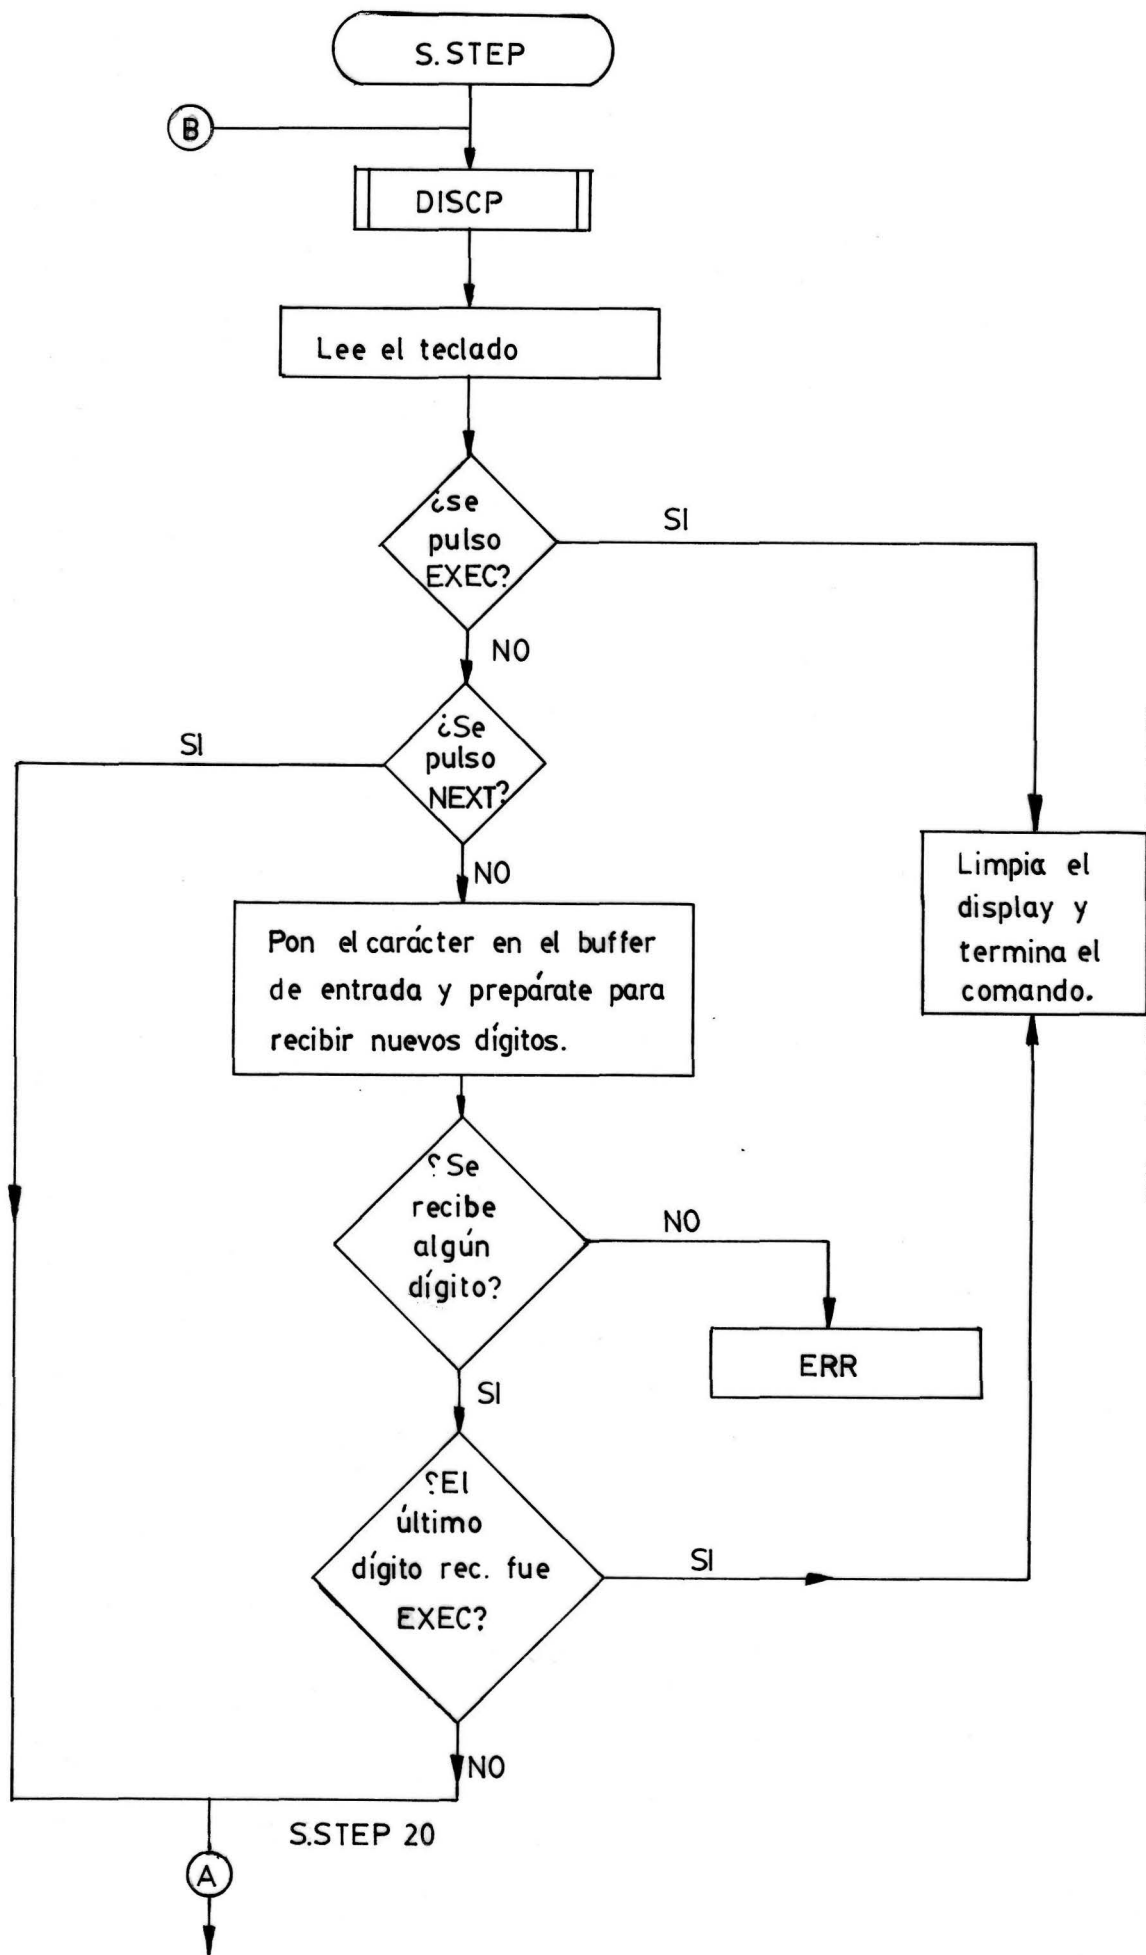 S.STEP
B
DISCP
Lee el teclado
¿se
pulso
EXEC?
SI
NO
¿Se
pulso
NEXT?
SI
NO
Limpia el
display y
termina el
comando.
Pon el carácter en el buffer
de entrada y prepárate para
recibir nuevos dígitos.
?Se
recibe
algún
dígito?
NO
ERR
SI
?El
último
dígito rec. fue
EXEC?
SI
NO
S.STEP 20
A